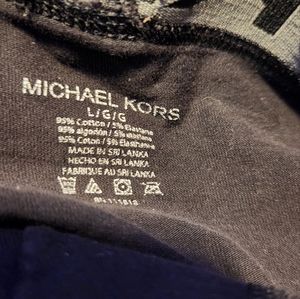 MICHAEL KORS
L/G/G
95% Cotton / 5% Elastane
95% algodón / 5% elastano
95% Coton / 5% Élasthanne
MADE IN SRI LANKA
HECHO EN SRI LANKA
FABRIQUÉ AU SRI LANKA